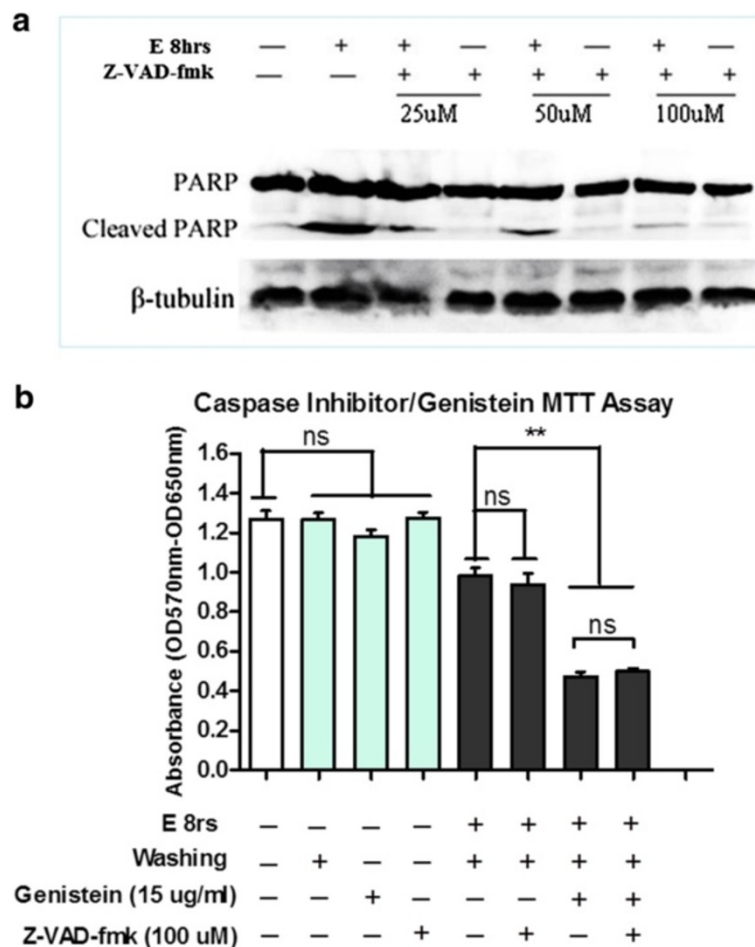 a
E 8hrs — + + — + — + —
Z-VAD-fmk — — + + + + + +
25uM 50uM 100uM
PARP
Cleaved PARP
β-tubulin
b
Caspase Inhibitor/Genistein MTT Assay
Absorbance (OD570nm-OD650nm)
1.6
1.4
1.2
1.0
0.8
0.6
0.4
0.2
0.0
ns
**
ns
ns
E 8rs — — — — + + + +
Washing — + — — + + + +
Genistein (15 ug/ml) — — + — — — + +
Z-VAD-fmk (100 uM) — — — + — + — +